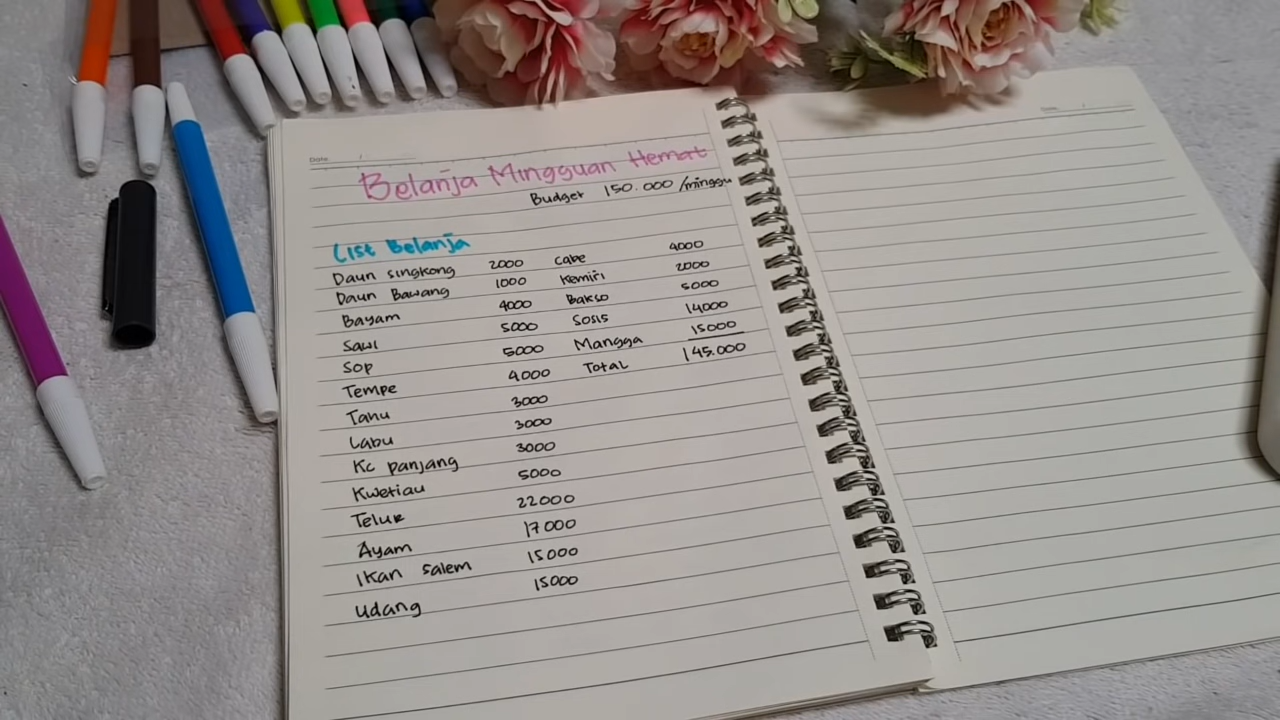 Date / /
Belanja Mingguan Hemat
Budget 150.000 /minggu
List Belanja
Daun singkong 2000
Daun Bawang 1000
Bayam 4000
Sawi 5000
Sop 5000
Tempe 4000
Tahu 3000
Labu 3000
Kc panjang 3000
Kwetiau 5000
Telur 22000
Ayam 17000
Ikan salem 15000
Udang 15000
Cabe 4000
Kemiri 2000
Bakso 5000
Sosis 14000
Mangga 15000
Total 145.000
Date / /